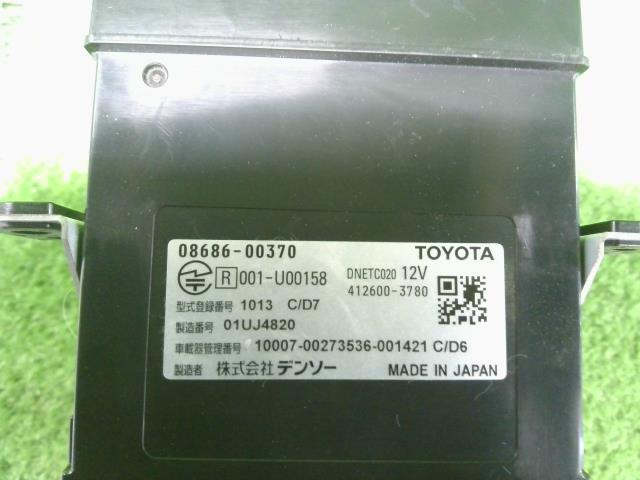 08686-00370 TOYOTA
R 001-U00158 DNETC020 12V
412600-3780
型式登録番号 1013 C/D7
製造番号 01UJ4820
車載器管理番号 10007-00273536-001421 C/D6
製造者 株式会社デンソー MADE IN JAPAN